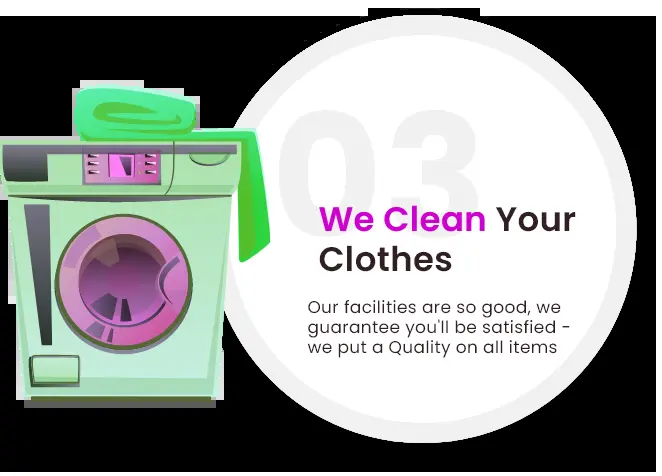 03
We Clean Your
Clothes
Our facilities are so good, we
guarantee you'll be satisfied -
we put a Quality on all items